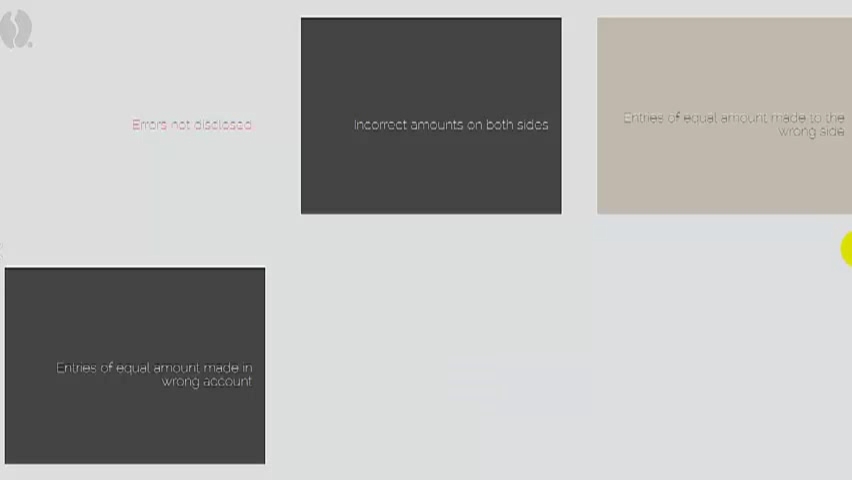 Errors not disclosed
Incorrect amounts on both sides
Entries of equal amount made to the
wrong side
Entries of equal amount made in
wrong account